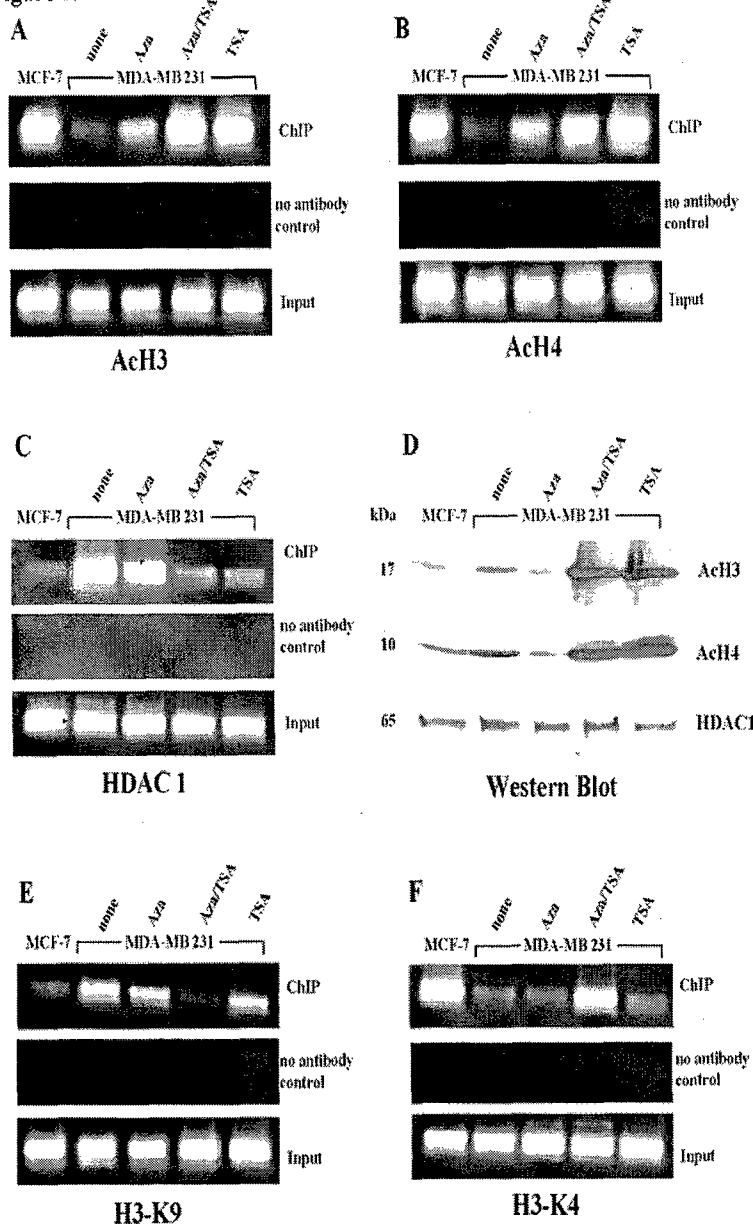 A
none
Aza
Aza/TSA
TSA
MCF-7
MDA-MB 231
ChIP
no antibody
control
Input
AcH3
B
none
Aza
Aza/TSA
TSA
MCF-7
MDA-MB 231
ChIP
no antibody
control
Input
AcH4
C
none
Aza
Aza/TSA
TSA
MCF-7
MDA-MB 231
ChIP
no antibody
control
Input
HDAC 1
D
none
Aza
Aza/TSA
TSA
kDa
MCF-7
MDA-MB 231
17
AcH3
10
AcH4
65
HDAC1
Western Blot
E
none
Aza
Aza/TSA
TSA
MCF-7
MDA-MB 231
ChIP
no antibody
control
Input
H3-K9
F
none
Aza
Aza/TSA
TSA
MCF-7
MDA-MB 231
ChIP
no antibody
control
Input
H3-K4